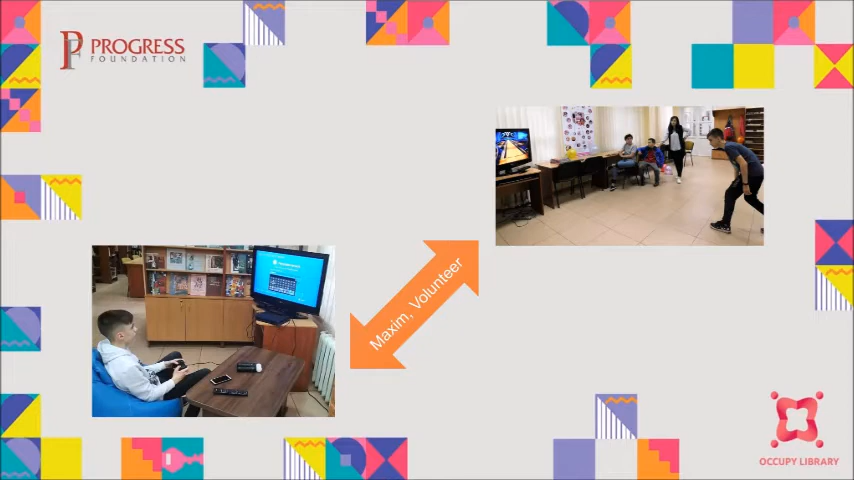 PROGRESS
FOUNDATION
Maxim, Volunteer
OCCUPY LIBRARY